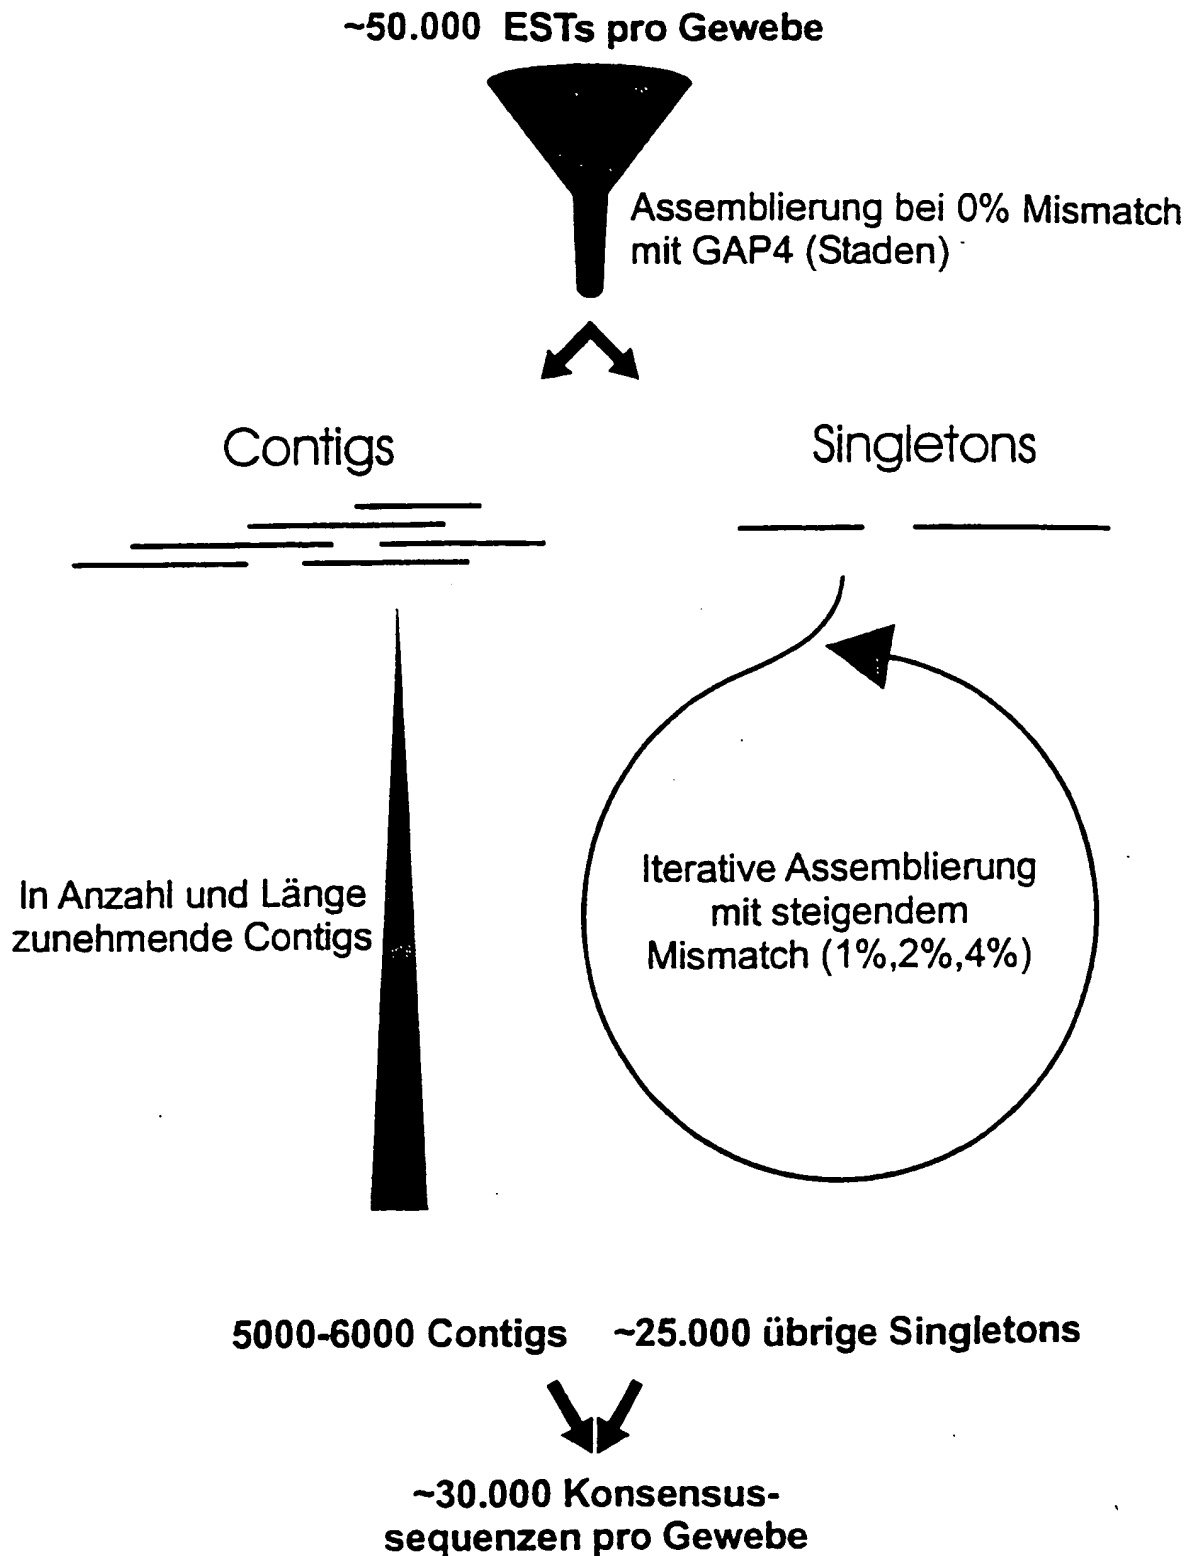 ~50.000 ESTs pro Gewebe
Assemblierung bei 0% Mismatch
mit GAP4 (Staden)
Contigs
Singletons
In Anzahl und Länge
zunehmende Contigs
Iterative Assemblierung
mit steigendem
Mismatch (1%,2%,4%)
5000-6000 Contigs
~25.000 übrige Singletons
~30.000 Konsensus-
sequenzen pro Gewebe